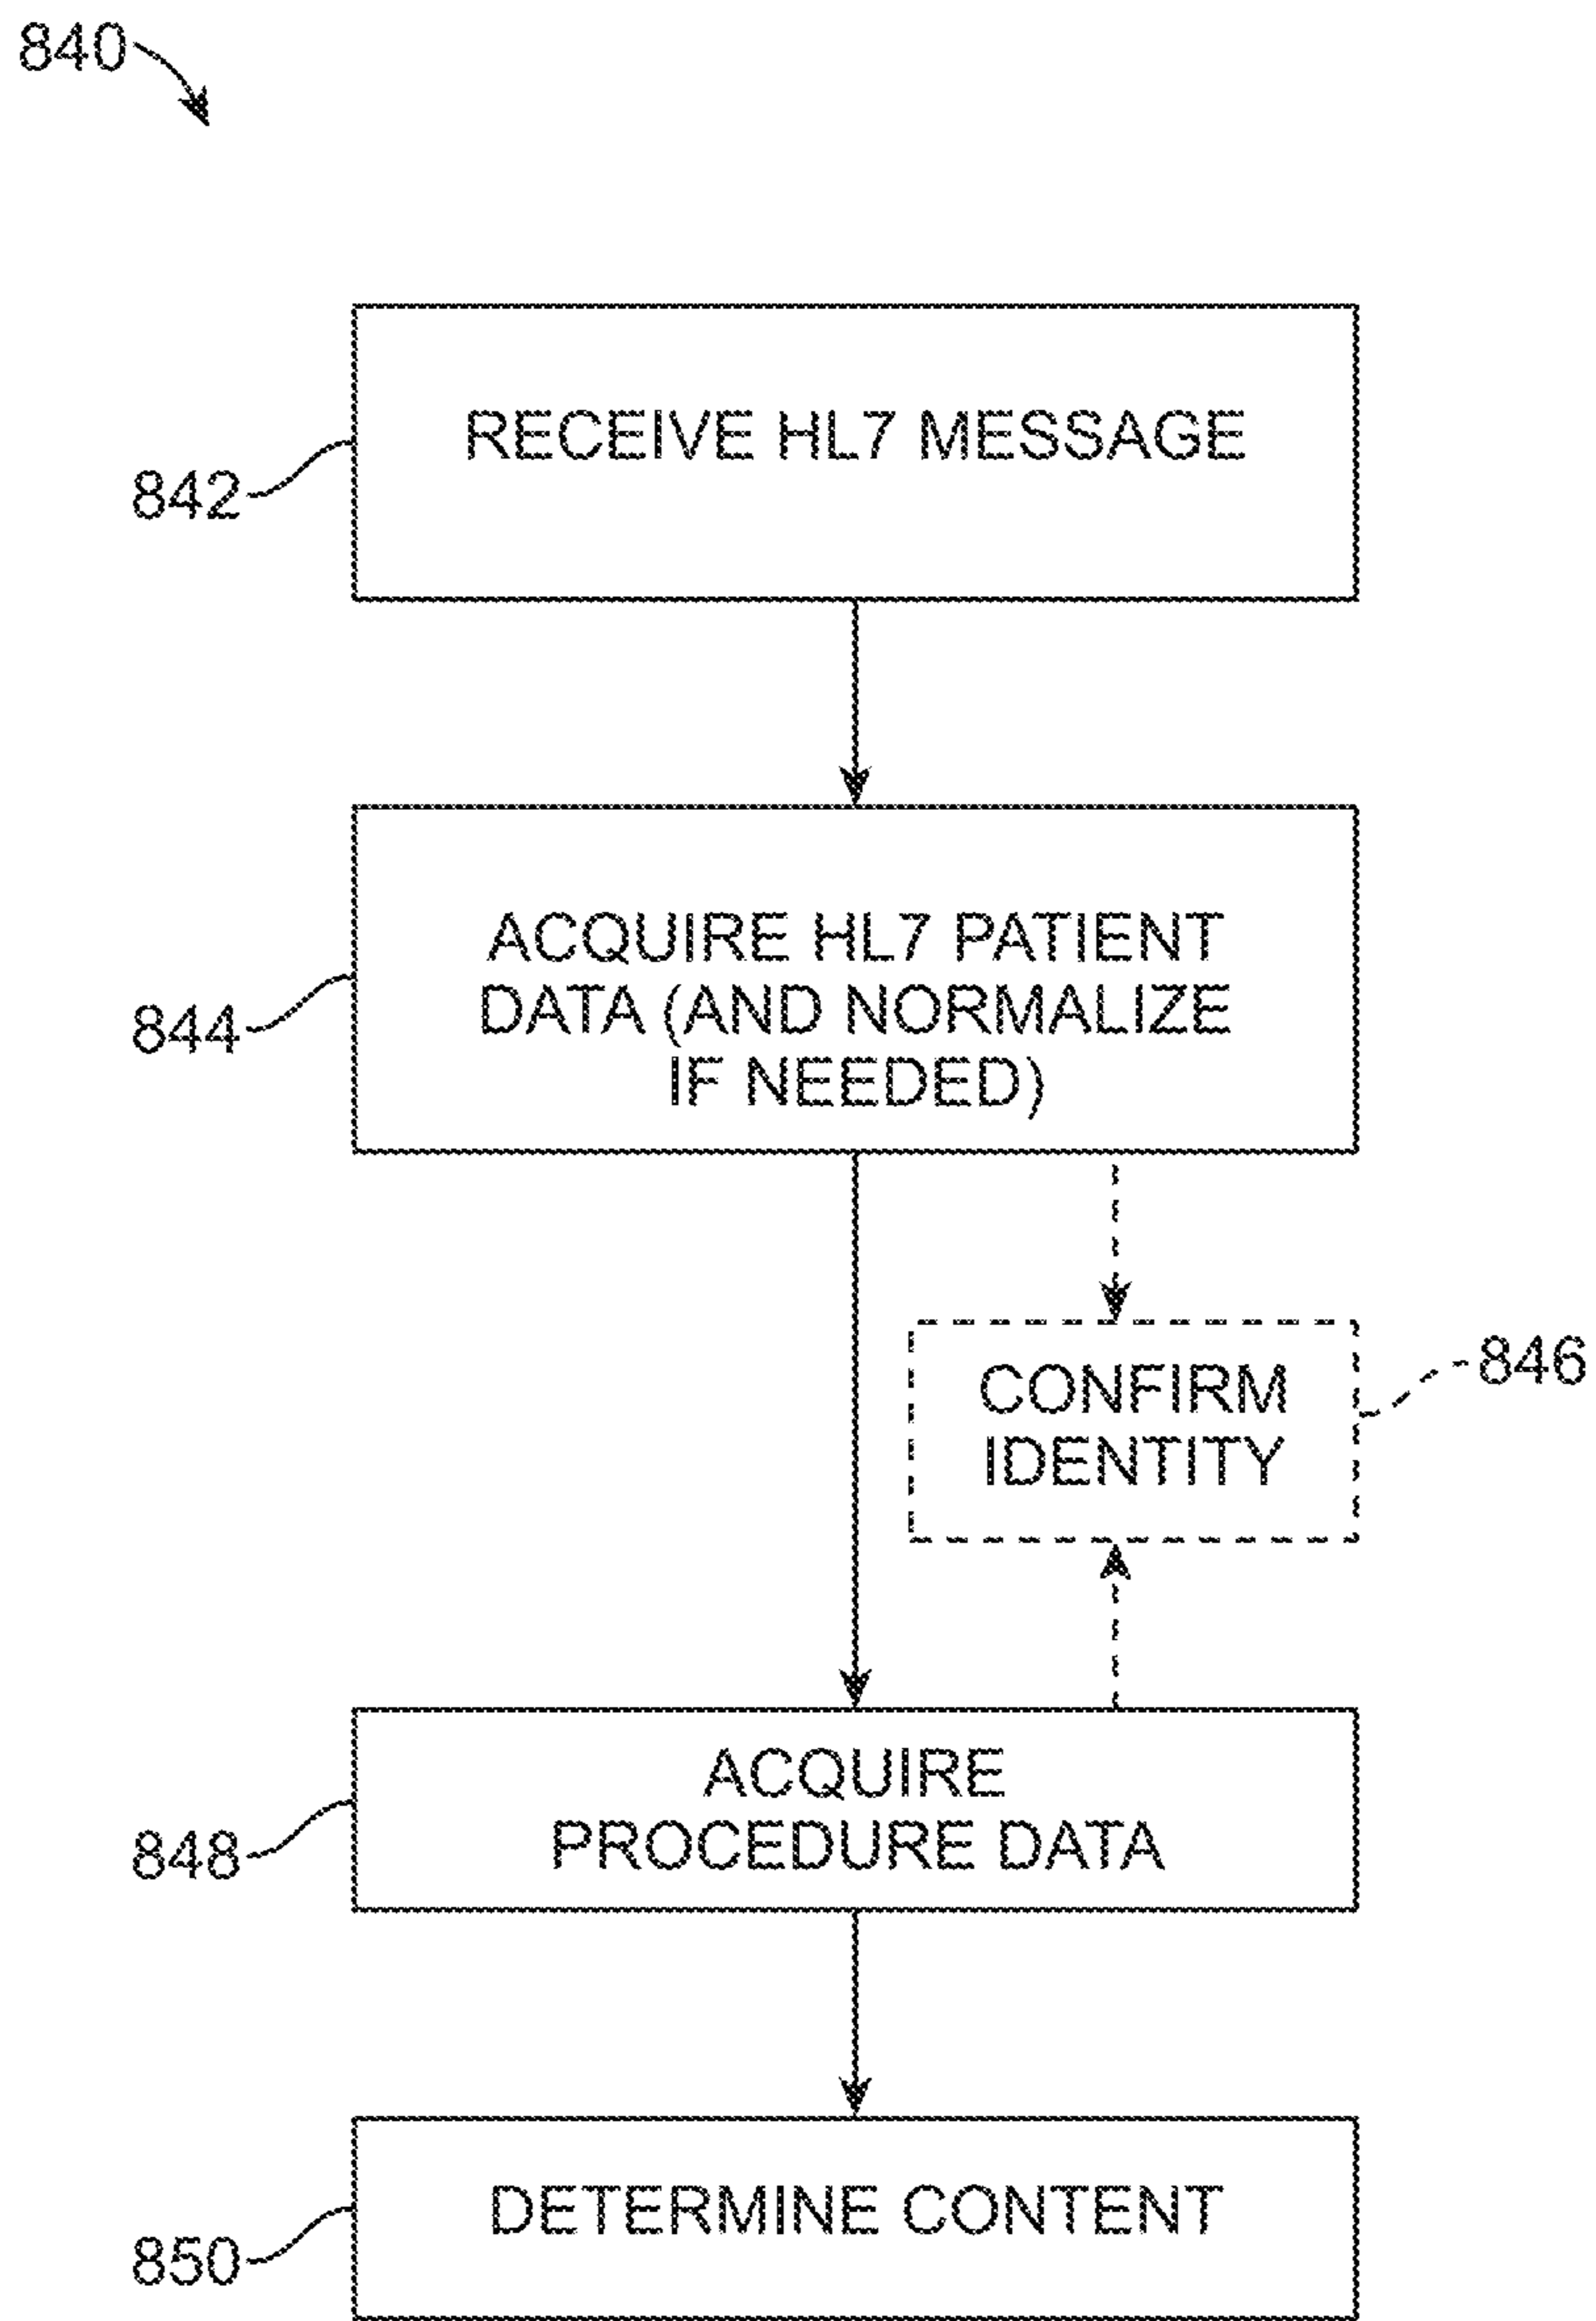 840
RECEIVE HL7 MESSAGE
842
ACQUIRE HL7 PATIENT
DATA (AND NORMALIZE
IF NEEDED)
844
CONFIRM
IDENTITY
846
ACQUIRE
PROCEDURE DATA
848
DETERMINE CONTENT
850